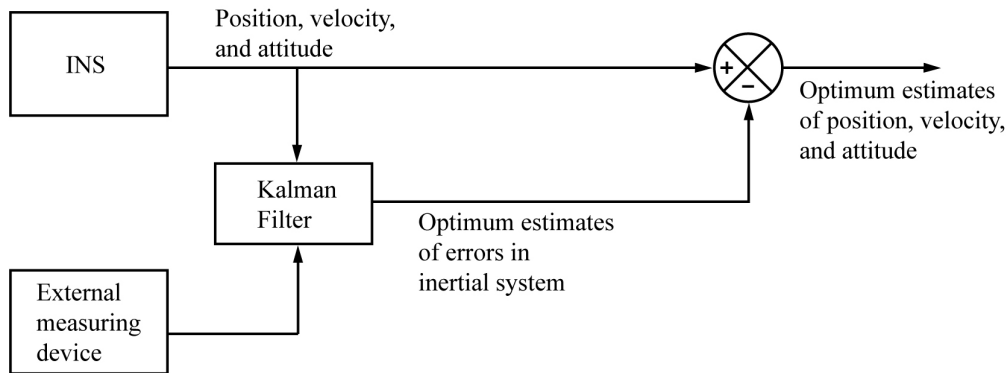 Position, velocity,
and attitude
INS
+
−
Optimum estimates
of position, velocity,
and attitude
Kalman
Filter
Optimum estimates
of errors in
inertial system
External
measuring
device